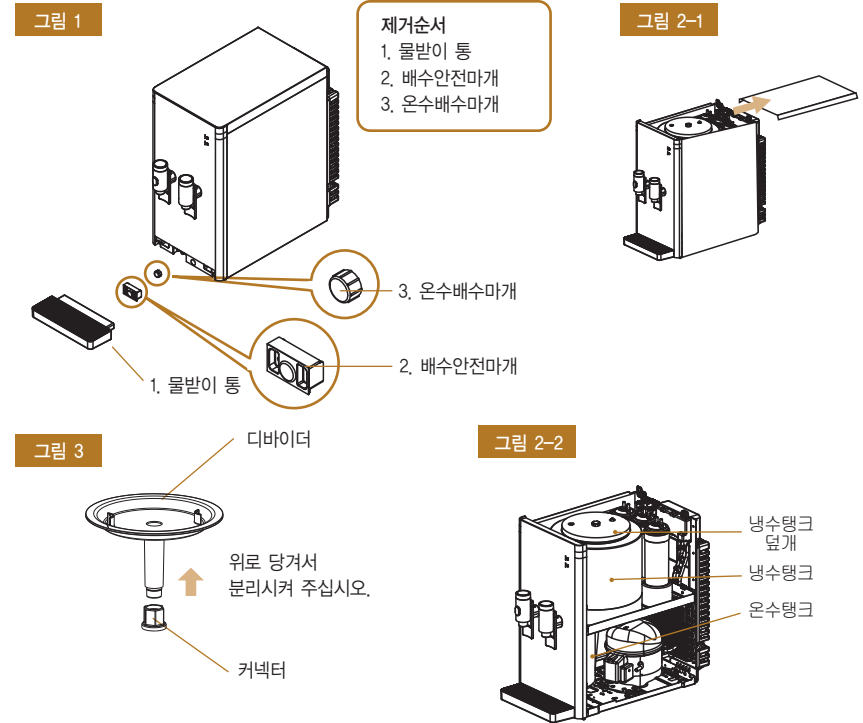 그림 1
제거순서
1. 물받이 통
2. 배수안전마개
3. 온수배수마개
그림 2-1
3. 온수배수마개
2. 배수안전마개
1. 물받이 통
그림 3
디바이더
위로 당겨서
분리시켜 주십시오.
커넥터
그림 2-2
냉수탱크
덮개
냉수탱크
온수탱크